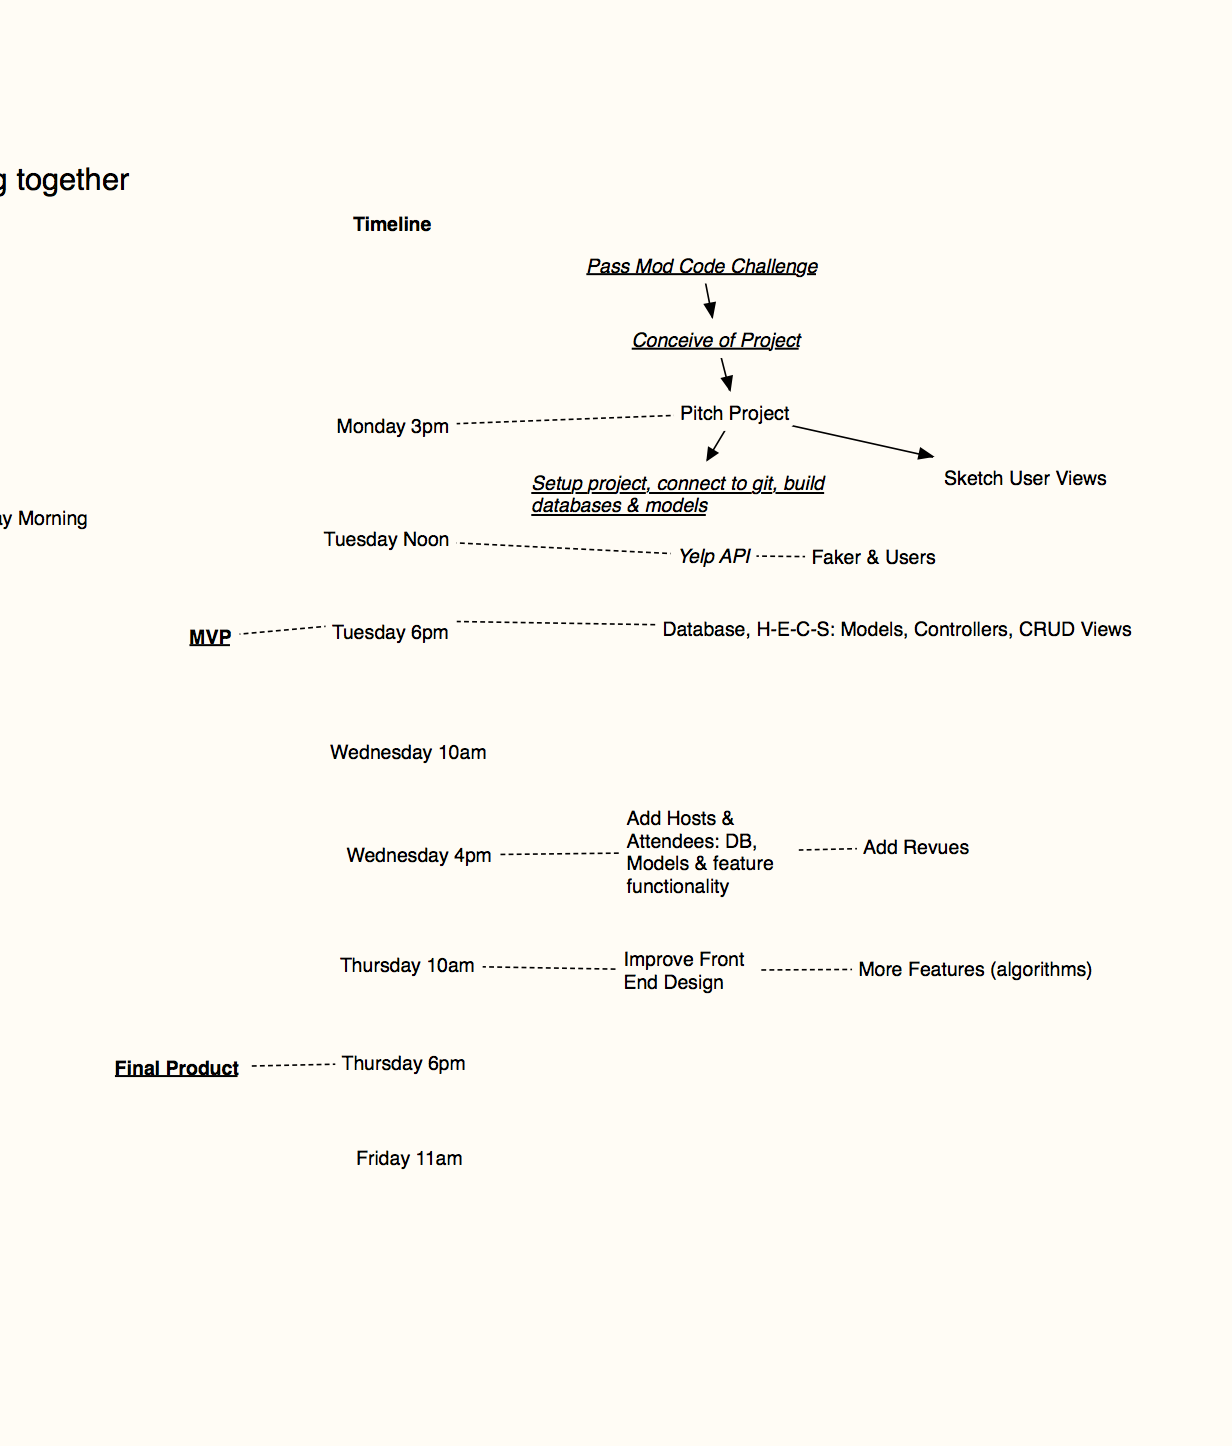 g together
Timeline
Pass Mod Code Challenge
Conceive of Project
Pitch Project
Monday 3pm
Sketch User Views
Setup project, connect to git, build
databases & models
ay Morning
Tuesday Noon
Yelp API
Faker & Users
MVP
Tuesday 6pm
Database, H-E-C-S: Models, Controllers, CRUD Views
Wednesday 10am
Add Hosts &
Attendees: DB,
Models & feature
functionality
Wednesday 4pm
Add Revues
Thursday 10am
Improve Front
End Design
More Features (algorithms)
Final Product
Thursday 6pm
Friday 11am